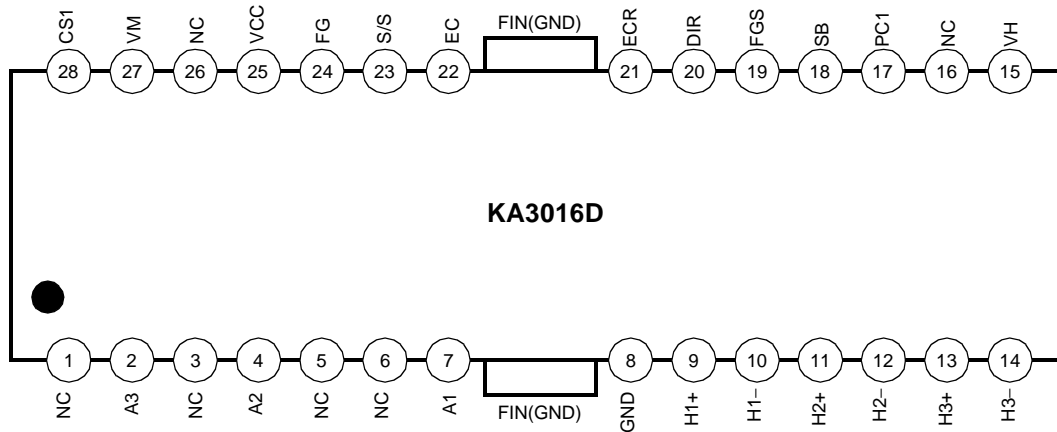 CS1 VM NC VCC FG S/S EC FIN(GND) ECR DIR FGS SB PC1 NC VH
28 27 26 25 24 23 22 21 20 19 18 17 16 15
KA3016D
1 2 3 4 5 6 7 8 9 10 11 12 13 14
NC A3 NC A2 NC NC A1 FIN(GND) GND H1+ H1− H2+ H2− H3+ H3−